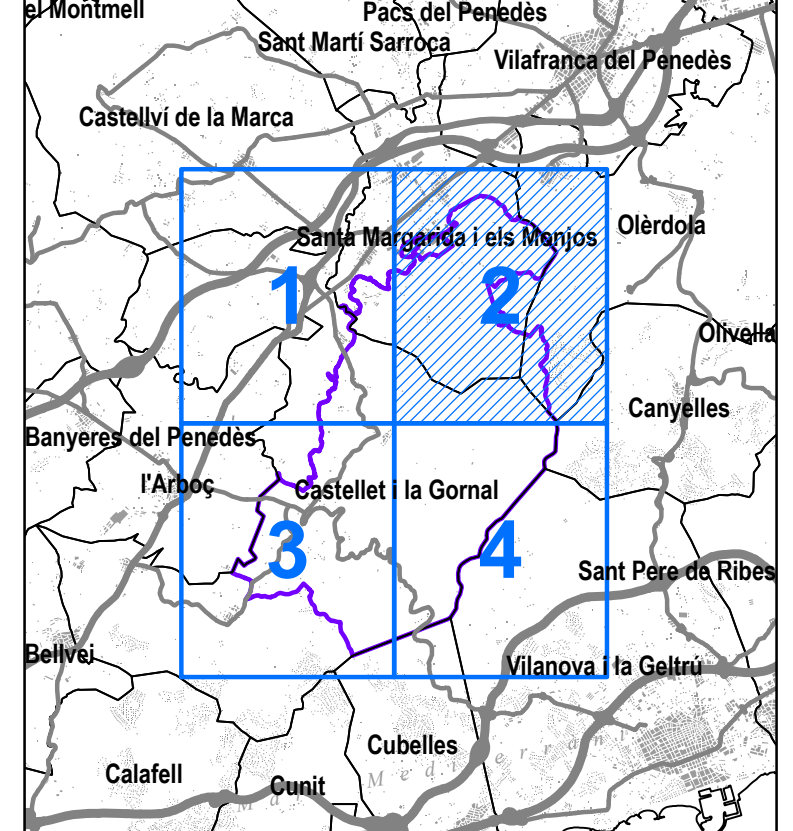 el Montmell
Pacs del Penedès
Sant Martí Sarroca
Vilafranca del Penedès
Castellví de la Marca
Olèrdola
Santa Margarida i els Monjos
1
2
Olivella
Canyelles
Banyeres del Penedès
l'Arboç
Castellet i la Gornal
3
4
Sant Pere de Ribes
Bellvei
Vilanova i la Geltrú
Cubelles
Calafell
Cunit
Mar Mediterrani